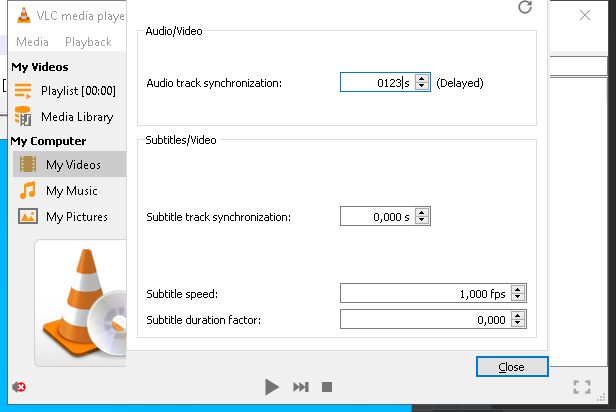 VLC media player
Media Playback
My Videos
Playlist [00:00]
Media Library
My Computer
My Videos
My Music
My Pictures
Audio/Video
Audio track synchronization: 0123 s (Delayed)
Subtitles/Video
Subtitle track synchronization: 0,000 s
Subtitle speed: 1,000 fps
Subtitle duration factor: 0,000
Close